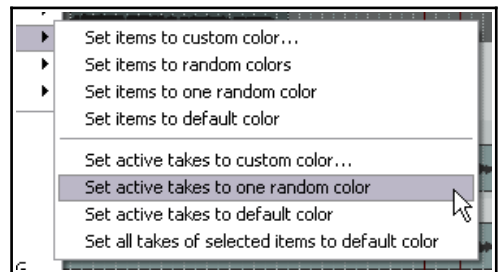 Set items to custom color...
Set items to random colors
Set items to one random color
Set items to default color
Set active takes to custom color...
Set active takes to one random color
Set active takes to default color
Set all takes of selected items to default color